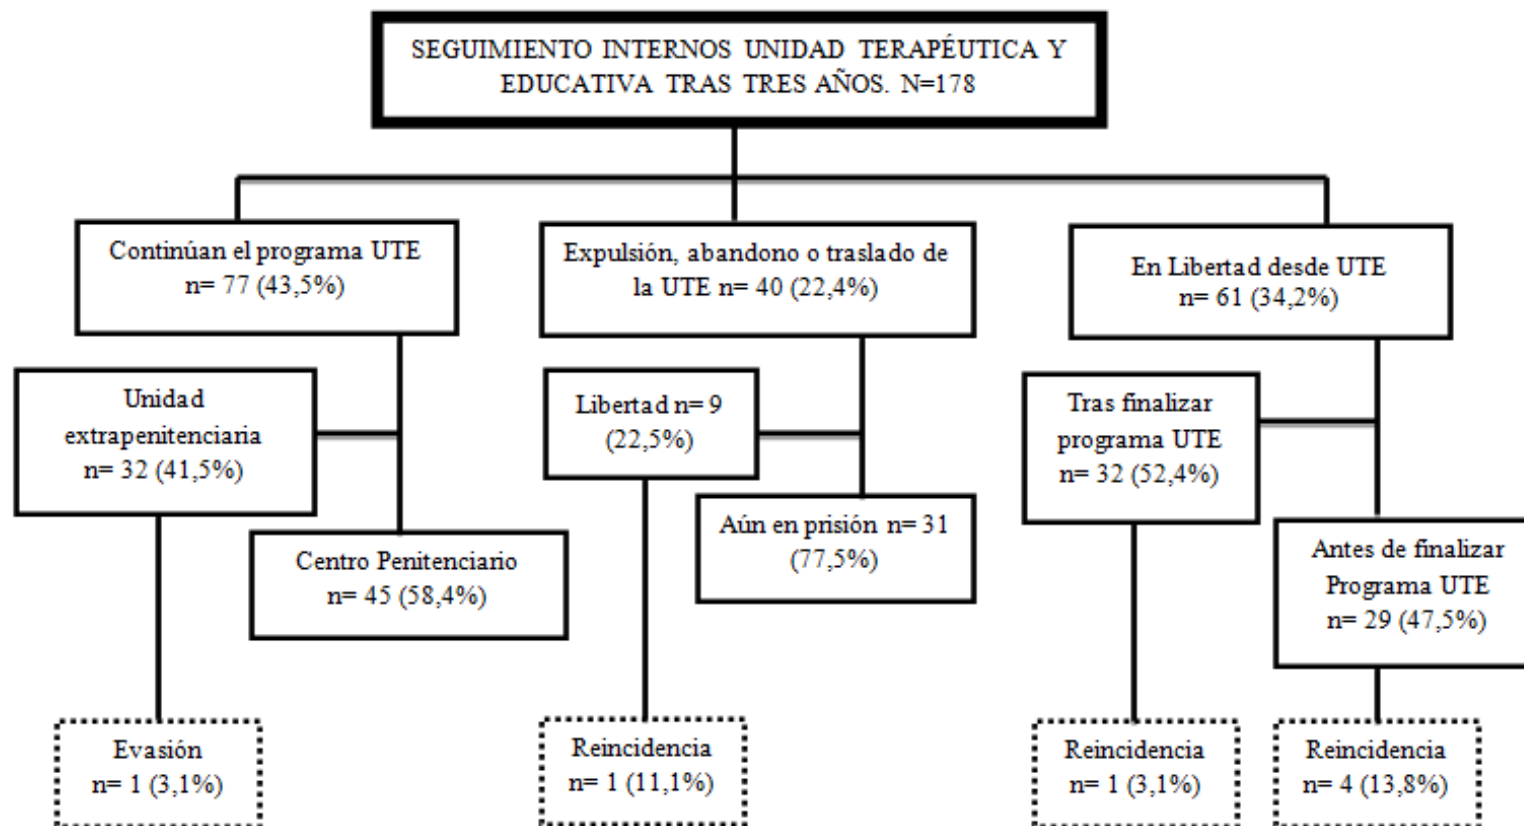 SEGUIMIENTO INTERNOS UNIDAD TERAPÉUTICA Y
EDUCATIVA TRAS TRES AÑOS. N=178
Continúan el programa UTE
n= 77 (43,5%)
Expulsión, abandono o traslado de
la UTE n= 40 (22,4%)
En Libertad desde UTE
n= 61 (34,2%)
Unidad
extrapenitenciaria
n= 32 (41,5%)
Libertad n= 9
(22,5%)
Tras finalizar
programa UTE
n= 32 (52,4%)
Centro Penitenciario
n= 45 (58,4%)
Aún en prisión n= 31
(77,5%)
Antes de finalizar
Programa UTE
n= 29 (47,5%)
Evasión
n= 1 (3,1%)
Reincidencia
n= 1 (11,1%)
Reincidencia
n= 1 (3,1%)
Reincidencia
n= 4 (13,8%)